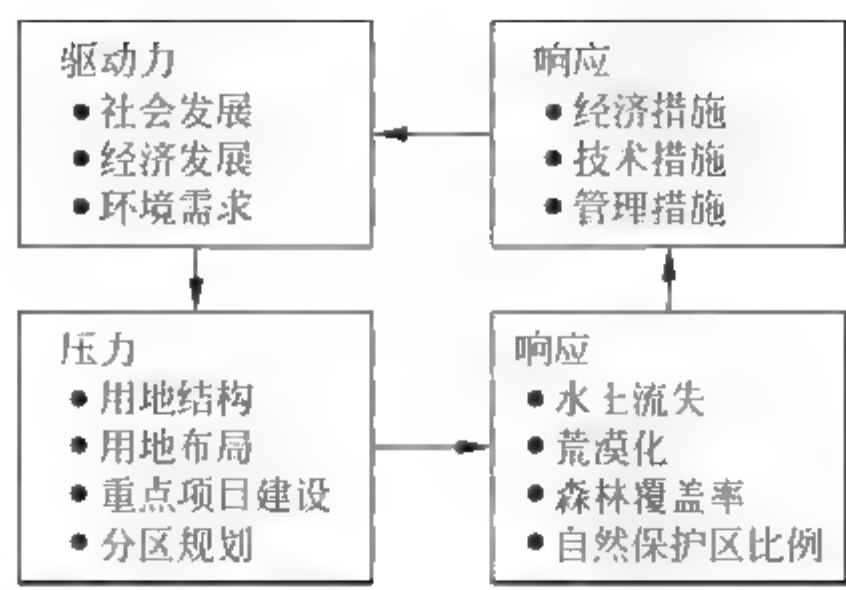 驱动力
● 社会发展
● 经济发展
● 环境需求
响应
● 经济措施
● 技术措施
● 管理措施
压力
● 用地结构
● 用地布局
● 重点项目建设
● 分区规划
响应
● 水土流失
● 荒漠化
● 森林覆盖率
● 自然保护区比例